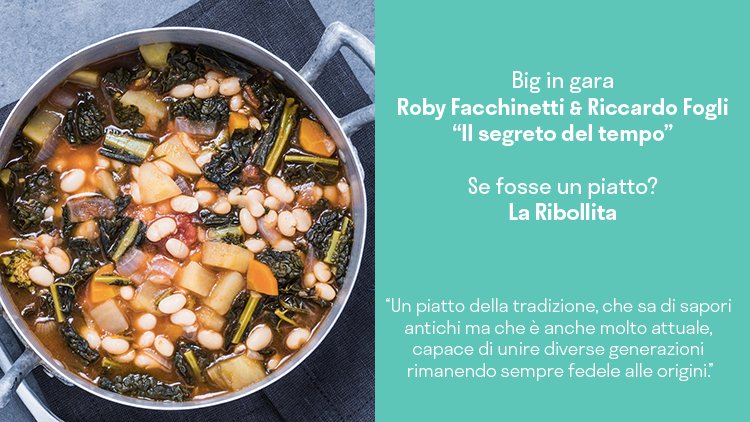 Big in gara
Roby Facchinetti & Riccardo Fogli
“Il segreto del tempo”
Se fosse un piatto?
La Ribollita
“Un piatto della tradizione, che sa di sapori
antichi ma che è anche molto attuale,
capace di unire diverse generazioni
rimanendo sempre fedele alle origini.”